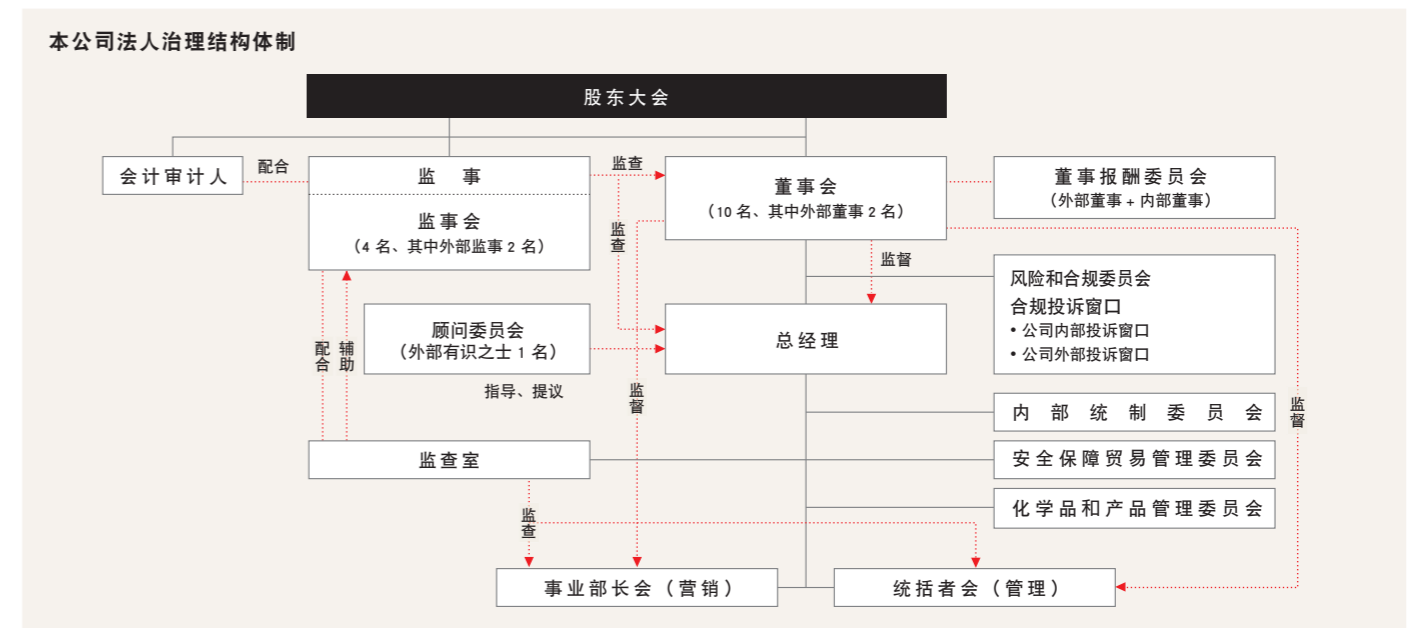 本公司法人治理结构体制
股东大会
会计审计人
配合
监 事
监事会
（4 名、其中外部监事 2 名）
监查
监查
董事会
（10 名、其中外部董事 2 名）
董事报酬委员会
（外部董事 + 内部董事）
监督
风险和合规委员会
合规投诉窗口
• 公司内部投诉窗口
• 公司外部投诉窗口
顾问委员会
（外部有识之士 1 名）
指导、提议
总经理
配合
辅助
监督
监督
内部统制委员会
监查室
安全保障贸易管理委员会
化学品和产品管理委员会
监查
事业部长会（营销）
统括者会（管理）